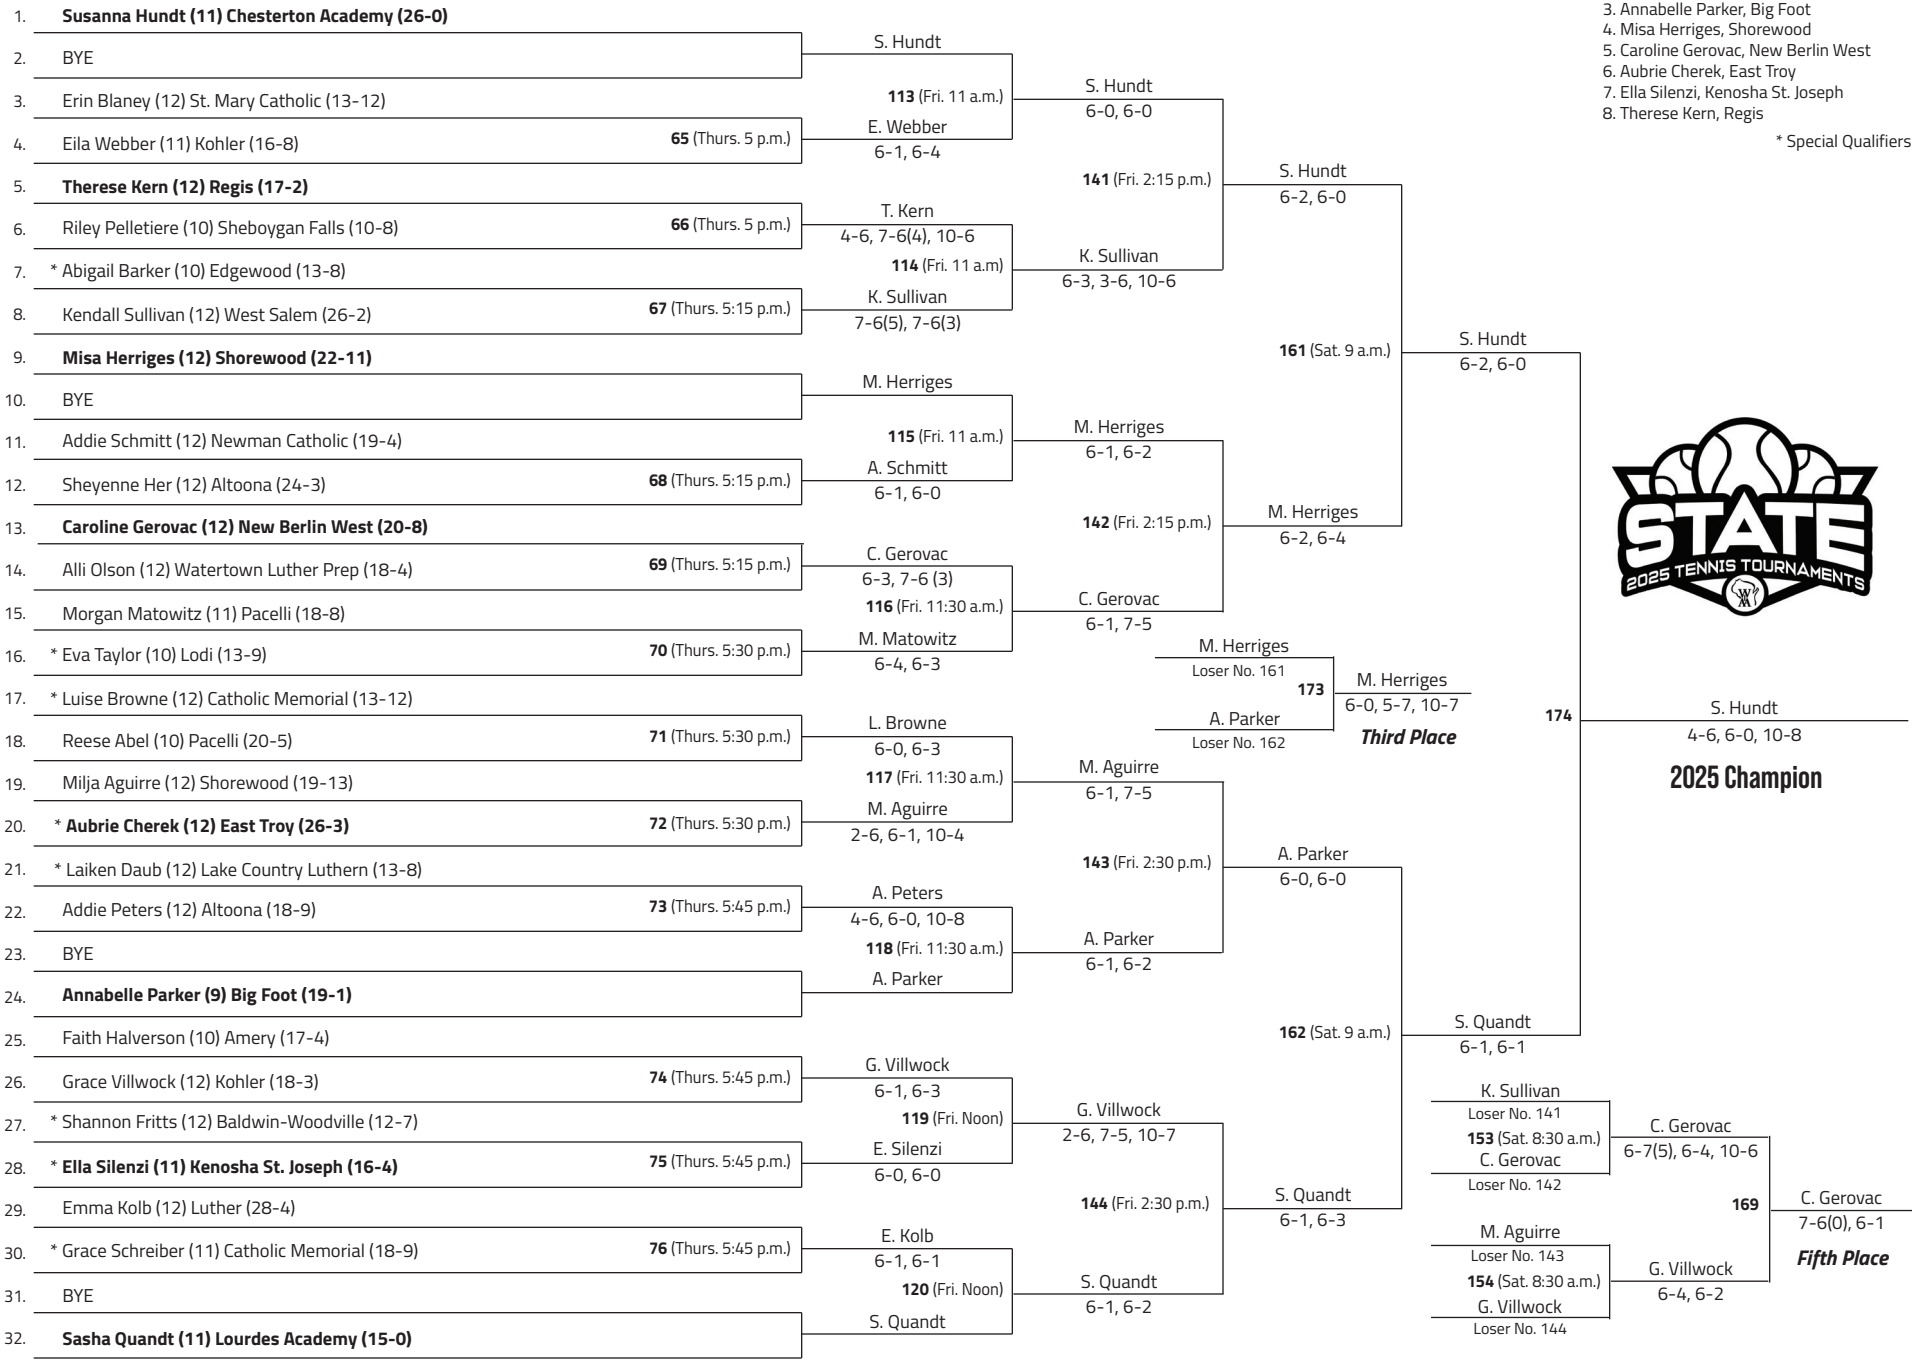 1. Susanna Hundt (11) Chesterton Academy (26-0)
2. BYE
3. Erin Blaney (12) St. Mary Catholic (13-12)
4. Eila Webber (11) Kohler (16-8)
65 (Thurs. 5 p.m.)
5. Therese Kern (12) Regis (17-2)
6. Riley Pelletiere (10) Sheboygan Falls (10-8)
66 (Thurs. 5 p.m.)
7. * Abigail Barker (10) Edgewood (13-8)
8. Kendall Sullivan (12) West Salem (26-2)
67 (Thurs. 5:15 p.m.)
9. Misa Herriges (12) Shorewood (22-11)
10. BYE
11. Addie Schmitt (12) Newman Catholic (19-4)
12. Sheyenne Her (12) Altoona (24-3)
68 (Thurs. 5:15 p.m.)
13. Caroline Gerovac (12) New Berlin West (20-8)
14. Alli Olson (12) Watertown Luther Prep (18-4)
69 (Thurs. 5:15 p.m.)
15. Morgan Matowitz (11) Pacelli (18-8)
16. * Eva Taylor (10) Lodi (13-9)
70 (Thurs. 5:30 p.m.)
17. * Luise Browne (12) Catholic Memorial (13-12)
18. Reese Abel (10) Pacelli (20-5)
71 (Thurs. 5:30 p.m.)
19. Milja Aguirre (12) Shorewood (19-13)
20. * Aubrie Cherek (12) East Troy (26-3)
72 (Thurs. 5:30 p.m.)
21. * Laiken Daub (12) Lake Country Luthern (13-8)
22. Addie Peters (12) Altoona (18-9)
73 (Thurs. 5:45 p.m.)
23. BYE
24. Annabelle Parker (9) Big Foot (19-1)
25. Faith Halverson (10) Amery (17-4)
26. Grace Villwock (12) Kohler (18-3)
74 (Thurs. 5:45 p.m.)
27. * Shannon Fritts (12) Baldwin-Woodville (12-7)
28. * Ella Silenzi (11) Kenosha St. Joseph (16-4)
75 (Thurs. 5:45 p.m.)
29. Emma Kolb (12) Luther (28-4)
30. * Grace Schreiber (11) Catholic Memorial (18-9)
76 (Thurs. 5:45 p.m.)
31. BYE
32. Sasha Quandt (11) Lourdes Academy (15-0)
S. Hundt
113 (Fri. 11 a.m.)
E. Webber
6-1, 6-4
T. Kern
4-6, 7-6(4), 10-6
114 (Fri. 11 a.m)
K. Sullivan
7-6(5), 7-6(3)
M. Herriges
115 (Fri. 11 a.m.)
A. Schmitt
6-1, 6-0
C. Gerovac
6-3, 7-6 (3)
116 (Fri. 11:30 a.m.)
M. Matowitz
6-4, 6-3
L. Browne
6-0, 6-3
117 (Fri. 11:30 a.m.)
M. Aguirre
2-6, 6-1, 10-4
A. Peters
4-6, 6-0, 10-8
118 (Fri. 11:30 a.m.)
A. Parker
G. Villwock
6-1, 6-3
119 (Fri. Noon)
E. Silenzi
6-0, 6-0
E. Kolb
6-1, 6-1
120 (Fri. Noon)
S. Quandt
S. Hundt
6-0, 6-0
141 (Fri. 2:15 p.m.)
K. Sullivan
6-3, 3-6, 10-6
M. Herriges
6-1, 6-2
142 (Fri. 2:15 p.m.)
C. Gerovac
6-1, 7-5
M. Aguirre
6-1, 7-5
143 (Fri. 2:30 p.m.)
A. Parker
6-1, 6-2
G. Villwock
2-6, 7-5, 10-7
144 (Fri. 2:30 p.m.)
S. Quandt
6-1, 6-2
S. Hundt
6-2, 6-0
161 (Sat. 9 a.m.)
M. Herriges
6-2, 6-4
A. Parker
6-0, 6-0
162 (Sat. 9 a.m.)
S. Quandt
6-1, 6-3
S. Hundt
6-2, 6-0
174
S. Quandt
6-1, 6-1
S. Hundt
4-6, 6-0, 10-8
2025 Champion
M. Herriges
Loser No. 161
173
A. Parker
Loser No. 162
M. Herriges
6-0, 5-7, 10-7
Third Place
K. Sullivan
Loser No. 141
153 (Sat. 8:30 a.m.)
C. Gerovac
Loser No. 142
C. Gerovac
6-7(5), 6-4, 10-6
M. Aguirre
Loser No. 143
154 (Sat. 8:30 a.m.)
G. Villwock
Loser No. 144
G. Villwock
6-4, 6-2
169
C. Gerovac
7-6(0), 6-1
Fifth Place
3. Annabelle Parker, Big Foot
4. Misa Herriges, Shorewood
5. Caroline Gerovac, New Berlin West
6. Aubrie Cherek, East Troy
7. Ella Silenzi, Kenosha St. Joseph
8. Therese Kern, Regis
* Special Qualifiers
STATE
2025 TENNIS TOURNAMENTS